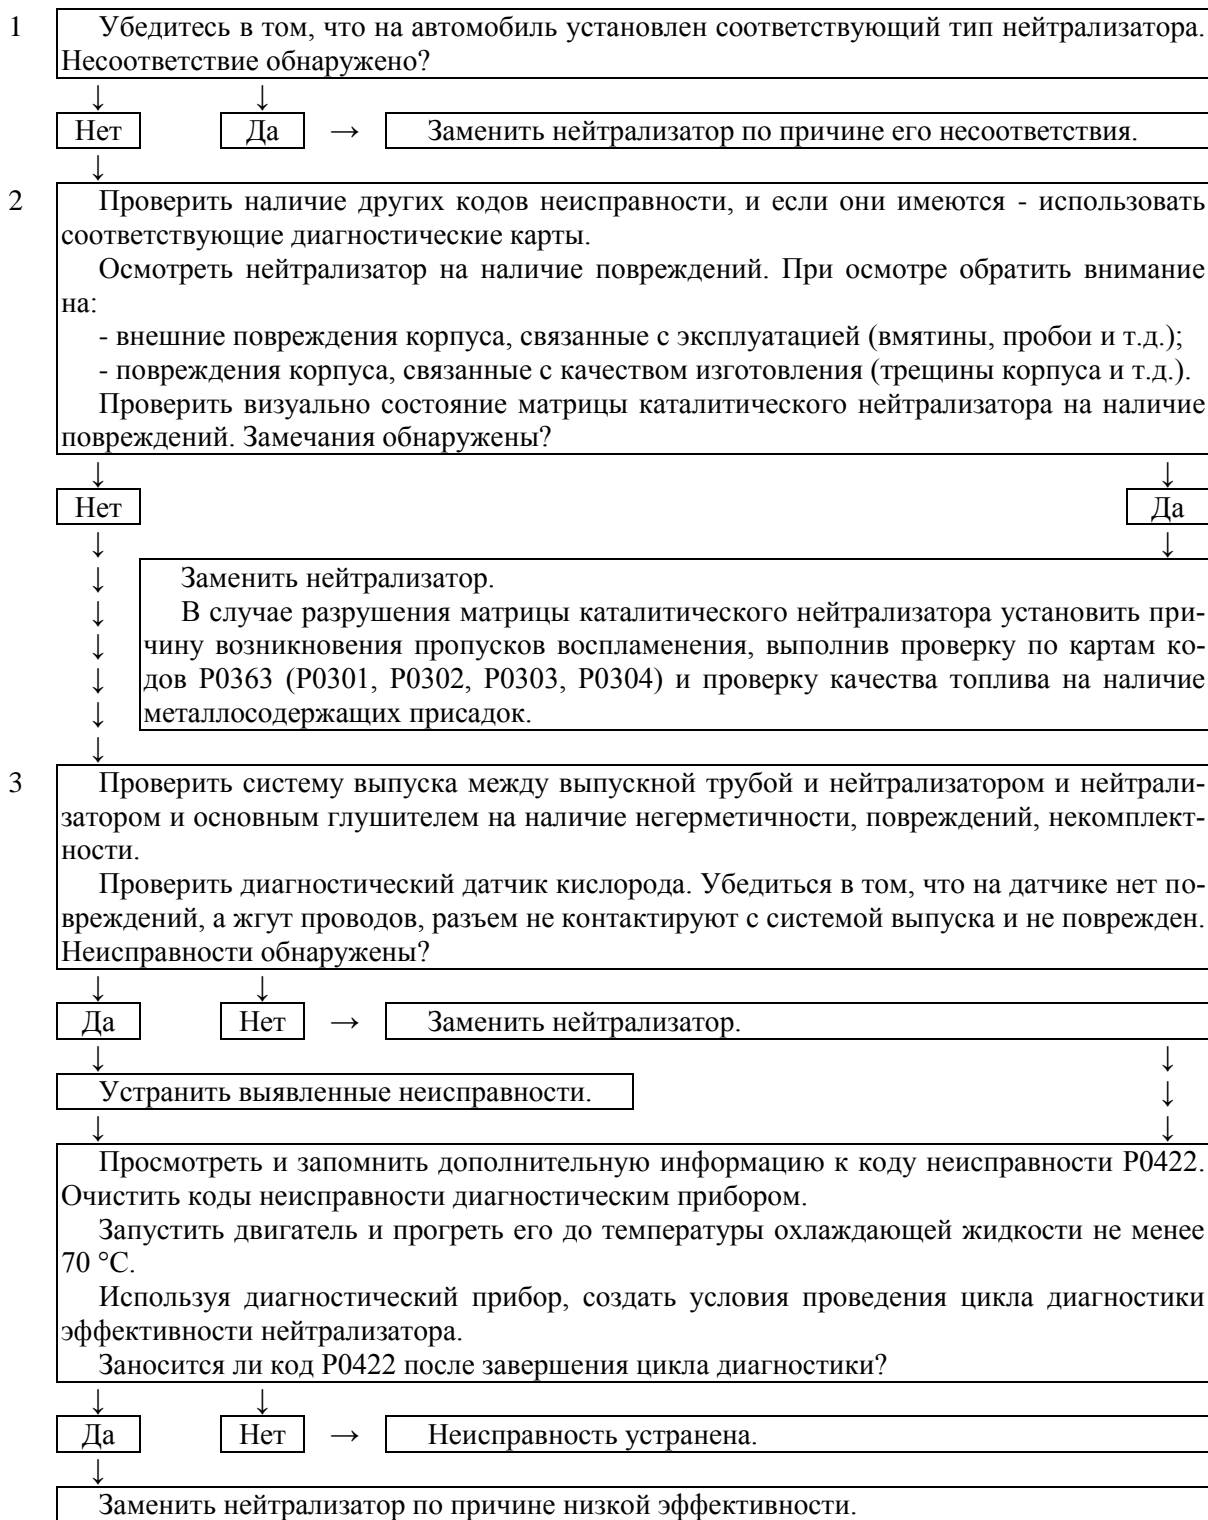 1 Убедитесь в том, что на автомобиль установлен соответствующий тип нейтрализатора.
Несоответствие обнаружено?
↓ ↓
Нет Да → Заменить нейтрализатор по причине его несоответствия.
↓
2 Проверить наличие других кодов неисправности, и если они имеются - использовать
соответствующие диагностические карты.
Осмотреть нейтрализатор на наличие повреждений. При осмотре обратить внимание
на:
- внешние повреждения корпуса, связанные с эксплуатацией (вмятины, пробои и т.д.);
- повреждения корпуса, связанные с качеством изготовления (трещины корпуса и т.д.).
Проверить визуально состояние матрицы каталитического нейтрализатора на наличие
повреждений. Замечания обнаружены?
↓ ↓
Нет Да
↓ ↓
↓ Заменить нейтрализатор.
↓ В случае разрушения матрицы каталитического нейтрализатора установить при-
↓ чину возникновения пропусков воспламенения, выполнив проверку по картам ко-
↓ дов Р0363 (Р0301, Р0302, Р0303, Р0304) и проверку качества топлива на наличие
↓ металлосодержащих присадок.
↓
3 Проверить систему выпуска между выпускной трубой и нейтрализатором и нейтрали-
затором и основным глушителем на наличие негерметичности, повреждений, некомплект-
ности.
Проверить диагностический датчик кислорода. Убедиться в том, что на датчике нет по-
вреждений, а жгут проводов, разъем не контактируют с системой выпуска и не поврежден.
Неисправности обнаружены?
↓ ↓
Да Нет → Заменить нейтрализатор.
↓ ↓
Устранить выявленные неисправности. ↓
↓ ↓
Просмотреть и запомнить дополнительную информацию к коду неисправности Р0422.
Очистить коды неисправности диагностическим прибором.
Запустить двигатель и прогреть его до температуры охлаждающей жидкости не менее
70 °С.
Используя диагностический прибор, создать условия проведения цикла диагностики
эффективности нейтрализатора.
Заносится ли код Р0422 после завершения цикла диагностики?
↓ ↓
Да Нет → Неисправность устранена.
↓
Заменить нейтрализатор по причине низкой эффективности.